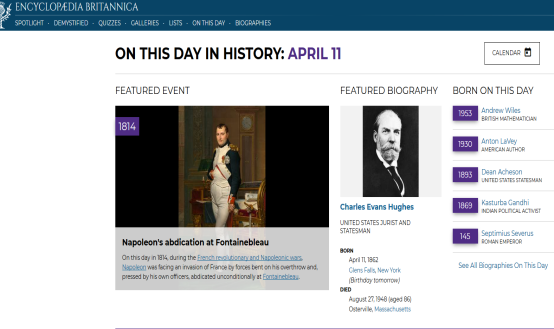 ENCYCLOPÆDIA BRITANNICA
SPOTLIGHT · DEMYSTIFIED · QUIZZES · GALLERIES · LISTS · ON THIS DAY · BIOGRAPHIES
ON THIS DAY IN HISTORY: APRIL 11
CALENDAR
FEATURED EVENT
1814
Napoleon's abdication at Fontainebleau
On this day in 1814, during the French revolutionary and Napoleonic wars,
Napoleon was facing an invasion of France by forces bent on his overthrow and,
pressed by his own officers, abdicated unconditionally at Fontainebleau.
FEATURED BIOGRAPHY
Charles Evans Hughes
UNITED STATES JURIST AND
STATESMAN
BORN
April 11, 1862
Glens Falls, New York
(Birthday tomorrow)
DIED
August 27, 1948 (aged 86)
Osterville, Massachusetts
BORN ON THIS DAY
1953 Andrew Wiles
BRITISH MATHEMATICIAN
1930 Anton LaVey
AMERICAN AUTHOR
1893 Dean Acheson
UNITED STATES STATESMAN
1869 Kasturba Gandhi
INDIAN POLITICAL ACTIVIST
145 Septimius Severus
ROMAN EMPEROR
See All Biographies On This Day